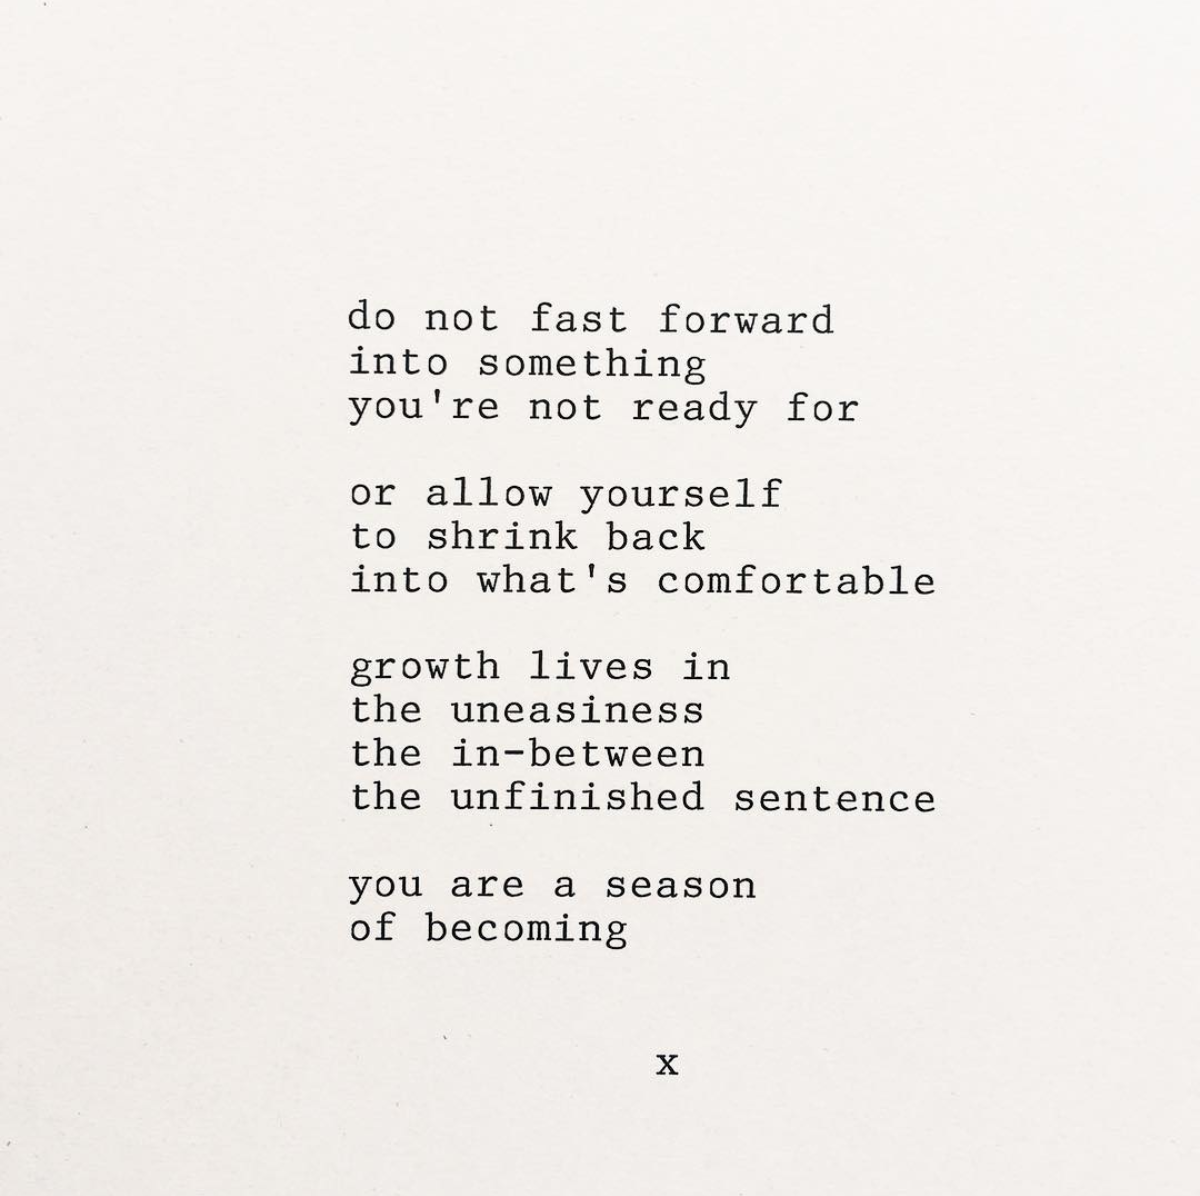 do not fast forward
into something
you're not ready for
or allow yourself
to shrink back
into what's comfortable
growth lives in
the uneasiness
the in-between
the unfinished sentence
you are a season
of becoming
x